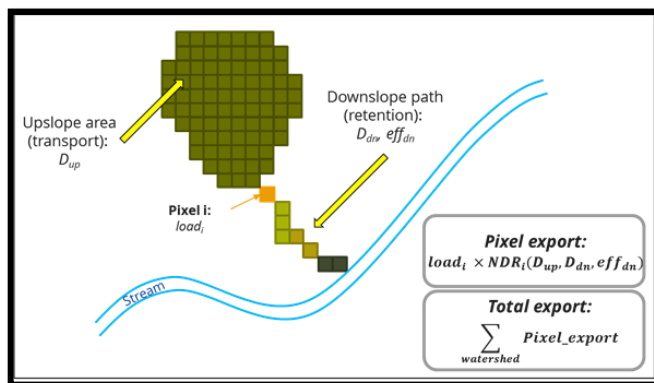 Upslope area
(transport):
D_up
Downslope path
(retention):
D_dn, eff_dn
Pixel i:
load_i
Stream
Pixel export:
load_i × NDR_i(D_up, D_dn, eff_dn)
Total export:
∑ Pixel_export
watershed